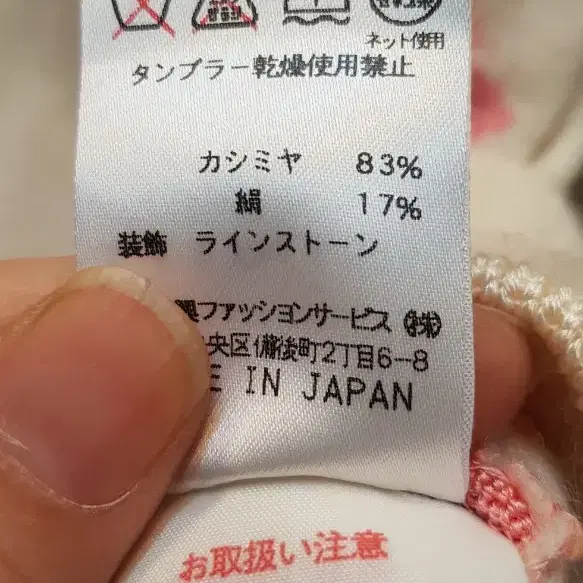 ネット使用
タンブラー乾燥使用禁止
カシミヤ 83%
絹 17%
装飾 ラインストーン
ファッションサービス ㈱
央区備後町2丁目6-8
E IN JAPAN
お取扱い注意